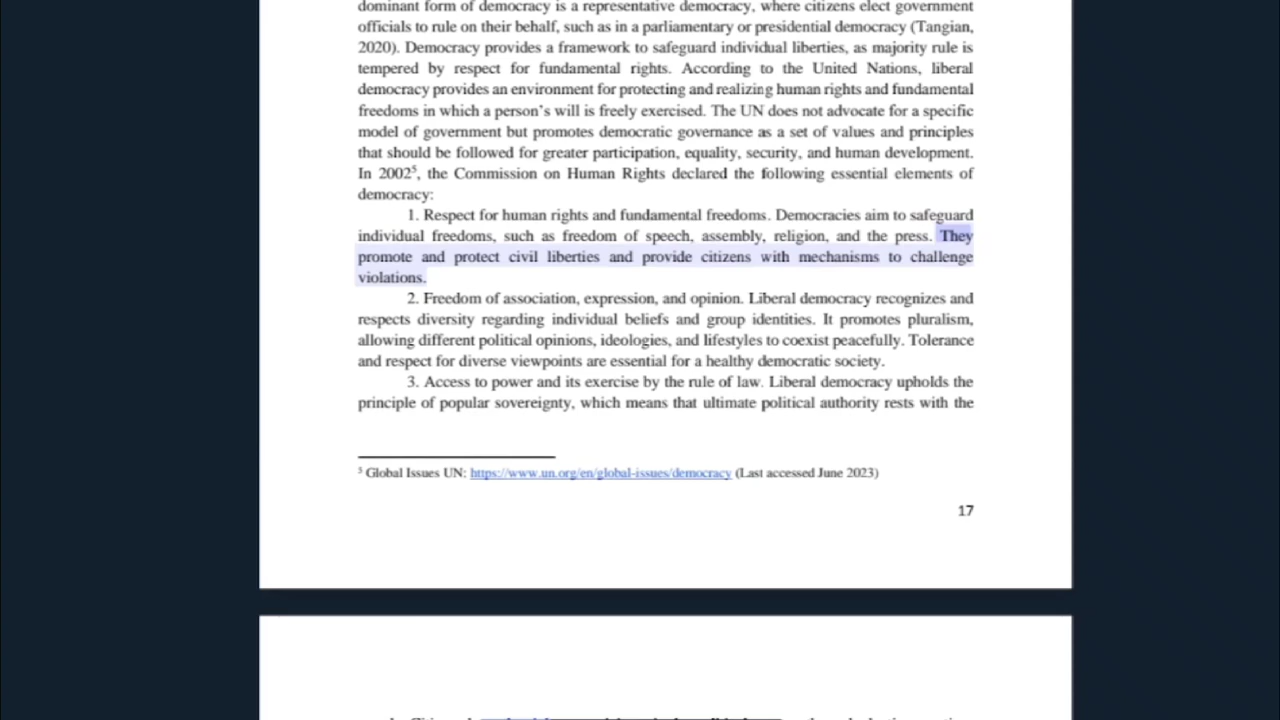 dominant form of democracy is a representative democracy, where citizens elect government
officials to rule on their behalf, such as in a parliamentary or presidential democracy (Tangian,
2020). Democracy provides a framework to safeguard individual liberties, as majority rule is
tempered by respect for fundamental rights. According to the United Nations, liberal
democracy provides an environment for protecting and realizing human rights and fundamental
freedoms in which a person's will is freely exercised. The UN does not advocate for a specific
model of government but promotes democratic governance as a set of values and principles
that should be followed for greater participation, equality, security, and human development.
In 2002⁵, the Commission on Human Rights declared the following essential elements of
democracy:
1. Respect for human rights and fundamental freedoms. Democracies aim to safeguard
individual freedoms, such as freedom of speech, assembly, religion, and the press. They
promote and protect civil liberties and provide citizens with mechanisms to challenge
violations.
2. Freedom of association, expression, and opinion. Liberal democracy recognizes and
respects diversity regarding individual beliefs and group identities. It promotes pluralism,
allowing different political opinions, ideologies, and lifestyles to coexist peacefully. Tolerance
and respect for diverse viewpoints are essential for a healthy democratic society.
3. Access to power and its exercise by the rule of law. Liberal democracy upholds the
principle of popular sovereignty, which means that ultimate political authority rests with the
⁵ Global Issues UN: https://www.un.org/en/global-issues/democracy (Last accessed June 2023)
17